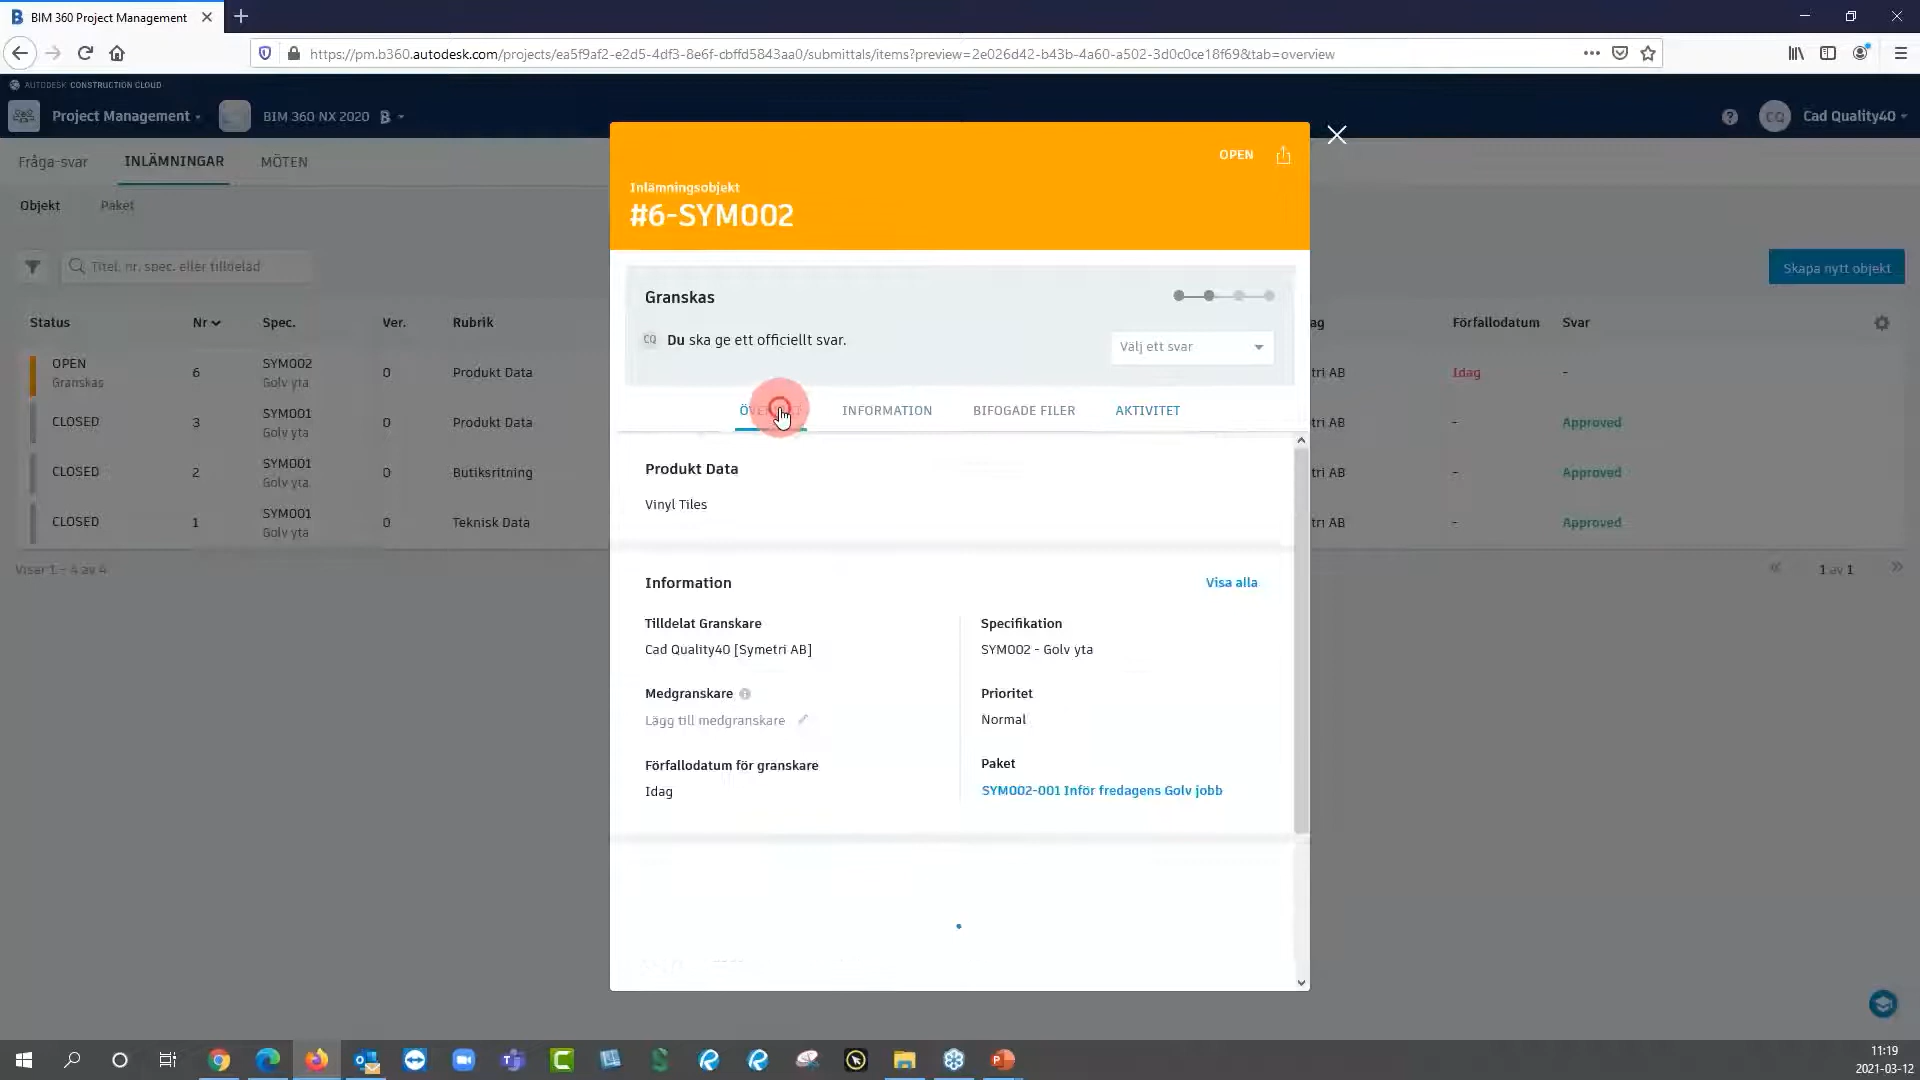 BIM 360 Project Management
https://pm.b360.autodesk.com/projects/ea5f9af2-e2d5-4df3-8e6f-cbffd5843aa0/submittals/items?preview=2e026d42-b43b-4a60-a502-3d0c0ce18f69&tab=overview
AUTODESK CONSTRUCTION CLOUD
Project Management
BIM 360 NX 2020
CQ Cad Quality40
Fråga-svar INLÄMNINGAR MÖTEN
Objekt Paket
Titel, nr, spec. eller tilldelad
Skapa nytt objekt
Status Nr Spec. Ver. Rubrik Förfallodatum Svar
OPEN
Granskas
6 SYM002
Golv yta
0 Produkt Data tri AB Idag -
CLOSED 3 SYM001
Golv yta
0 Produkt Data tri AB - Approved
CLOSED 2 SYM001
Golv yta
0 Butiksritning tri AB - Approved
CLOSED 1 SYM001
Golv yta
0 Teknisk Data tri AB - Approved
Visar 1 - 4 av 4
1 av 1
OPEN
Inlämningsobjekt
#6-SYM002
Granskas
CQ Du ska ge ett officiellt svar.
Välj ett svar
INFORMATION BIFOGADE FILER AKTIVITET
Produkt Data
Vinyl Tiles
Information Visa alla
Tilldelat Granskare
Cad Quality40 [Symetri AB]
Medgranskare
Lägg till medgranskare
Förfallodatum för granskare
Idag
Specifikation
SYM002 - Golv yta
Prioritet
Normal
Paket
SYM002-001 Inför fredagens Golv jobb
11:19
2021-03-12